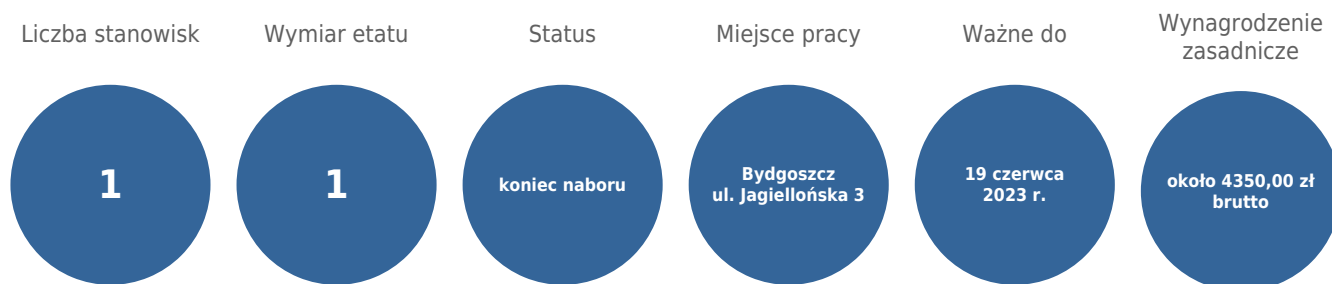 Liczba stanowisk
1
Wymiar etatu
1
Status
koniec naboru
Miejsce pracy
Bydgoszcz
ul. Jagiellońska 3
Ważne do
19 czerwca
2023 r.
Wynagrodzenie
zasadnicze
około 4350,00 zł
brutto